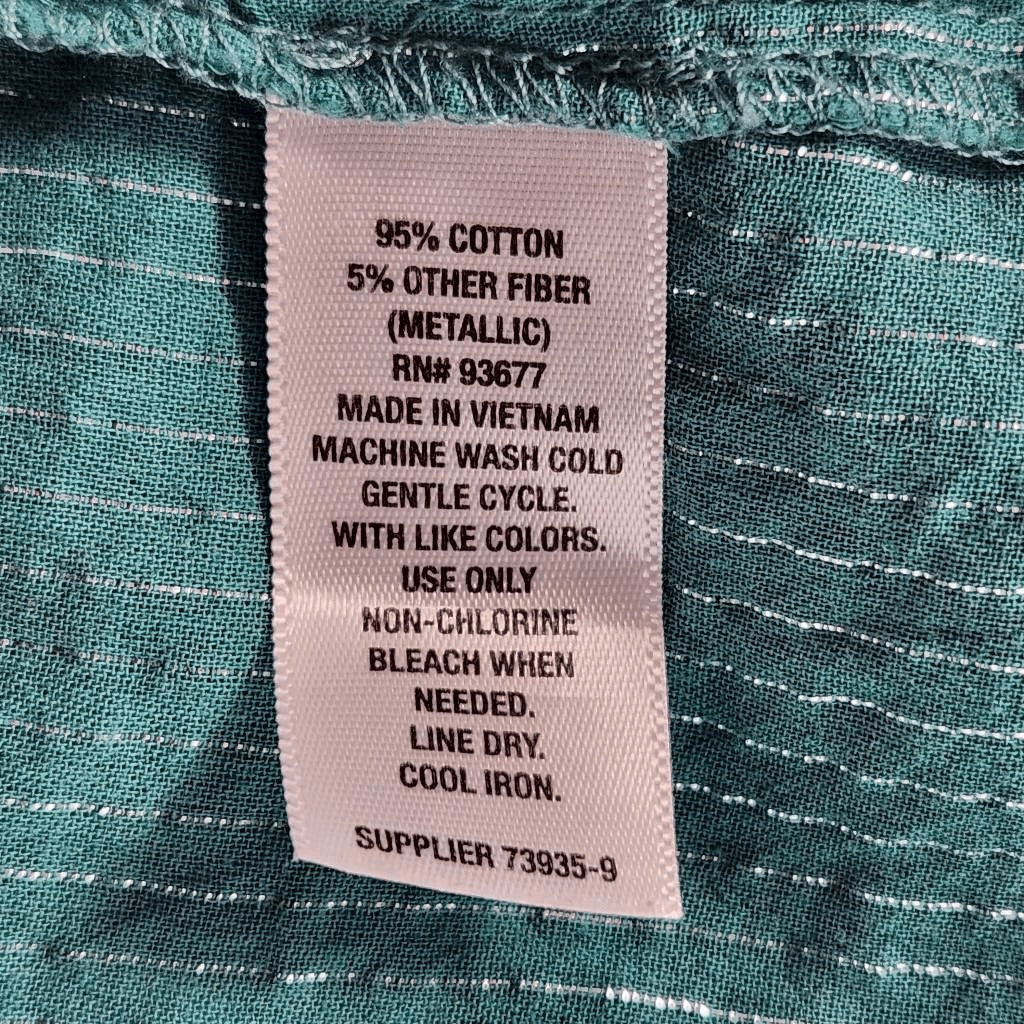 95% COTTON
5% OTHER FIBER
(METALLIC)
RN# 93677
MADE IN VIETNAM
MACHINE WASH COLD
GENTLE CYCLE.
WITH LIKE COLORS.
USE ONLY
NON-CHLORINE
BLEACH WHEN
NEEDED.
LINE DRY.
COOL IRON.
SUPPLIER 73935-9